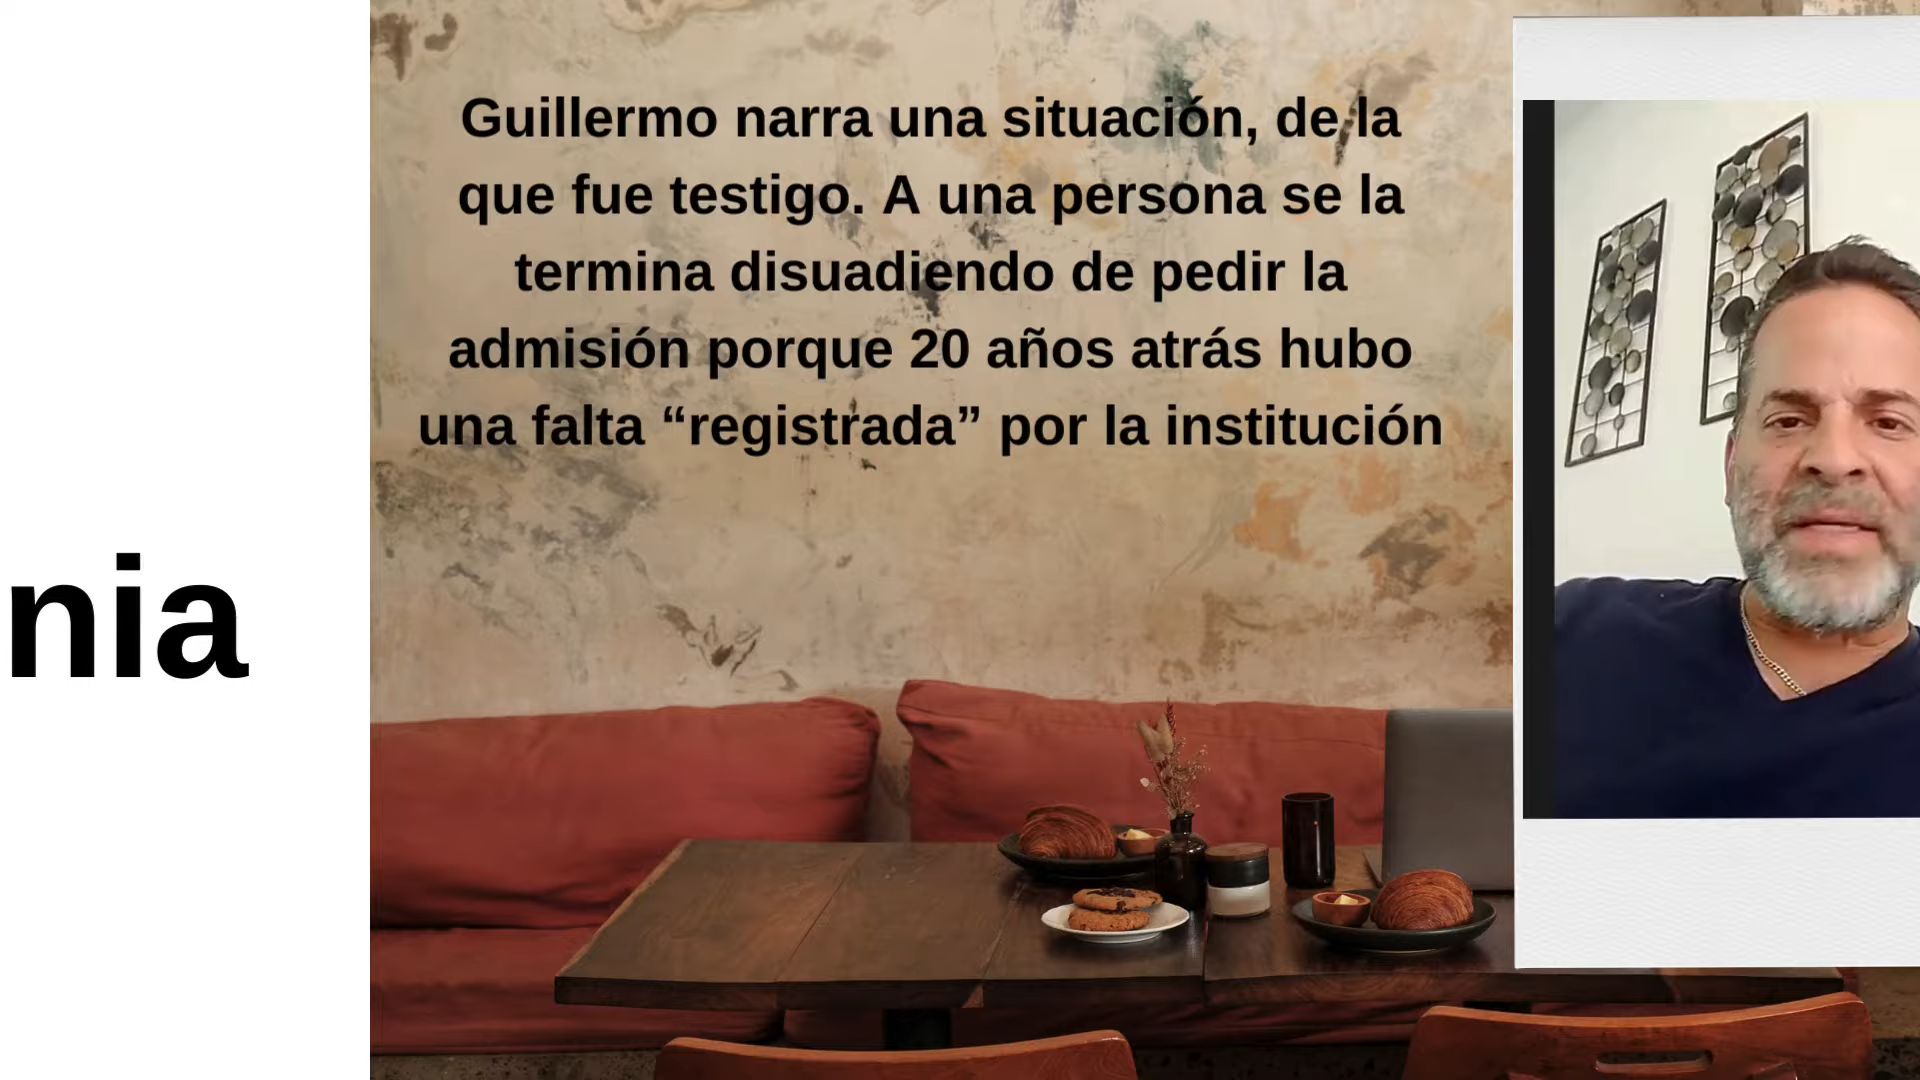 Guillermo narra una situación, de la
que fue testigo. A una persona se la
termina disuadiendo de pedir la
admisión porque 20 años atrás hubo
una falta “registrada” por la institución
nia